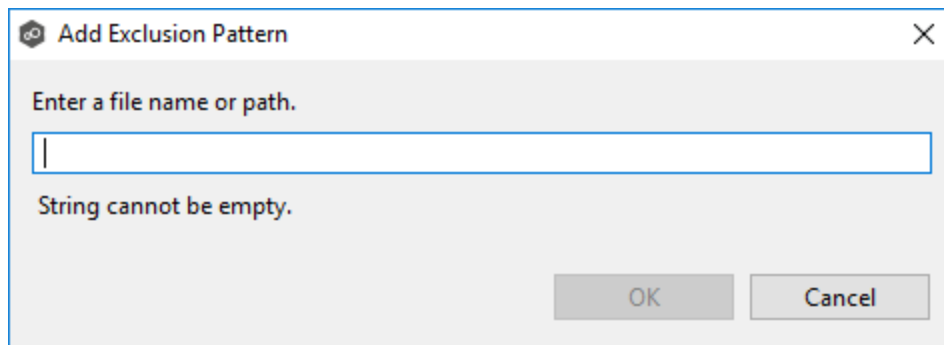 Add Exclusion Pattern
Enter a file name or path.
String cannot be empty.
OK
Cancel